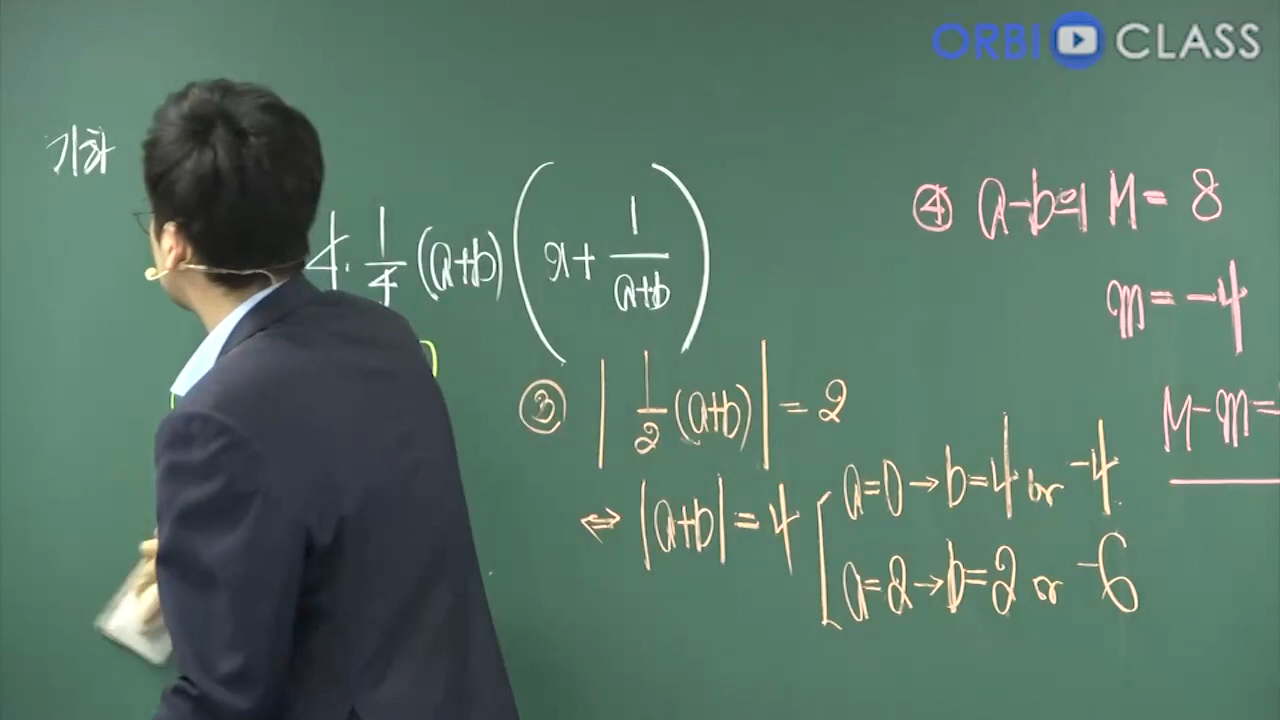 ORBI CLASS
기하
4·1/4(a+b)(x+1/(a+b))
④ a-b의 M=8
m=-4
M-m=
③ |1/2(a+b)|=2
⇔ |a+b|=4
a=0→b=4 or -4
a=2→b=2 or -6